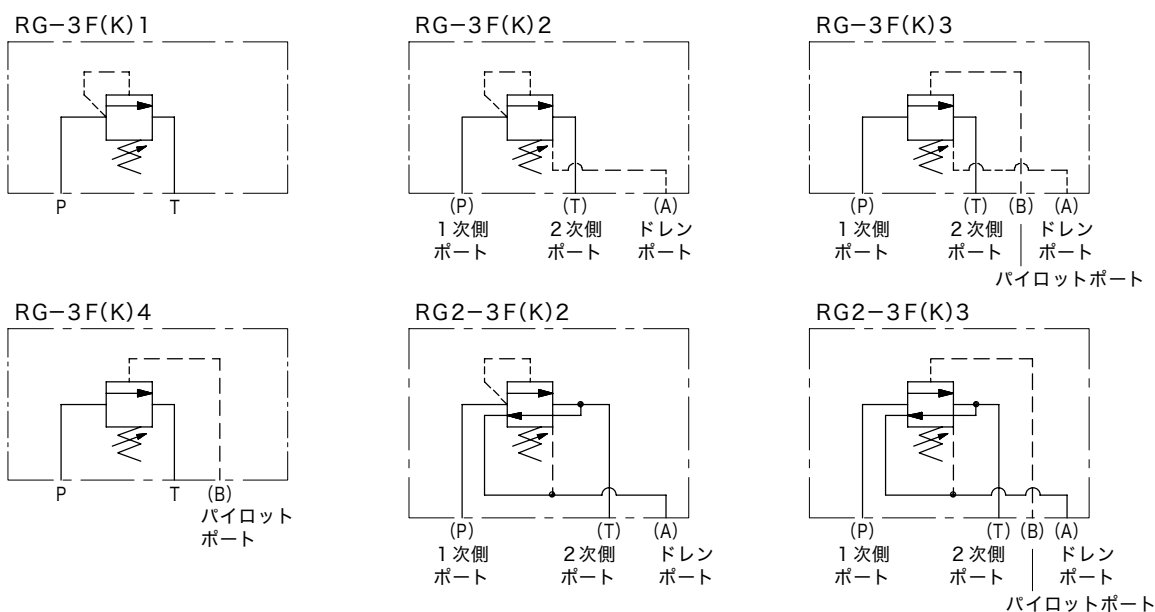 RG-3F(K)1
P
T
RG-3F(K)2
(P)
1次側
ポート
(T)
2次側
ポート
(A)
ドレン
ポート
RG-3F(K)3
(P)
1次側
ポート
(T)
2次側
ポート
(B)
パイロットポート
(A)
ドレン
ポート
RG-3F(K)4
P
T
(B)
パイロット
ポート
RG2-3F(K)2
(P)
1次側
ポート
(T)
2次側
ポート
(A)
ドレン
ポート
RG2-3F(K)3
(P)
1次側
ポート
(T)
2次側
ポート
(B)
パイロットポート
(A)
ドレン
ポート